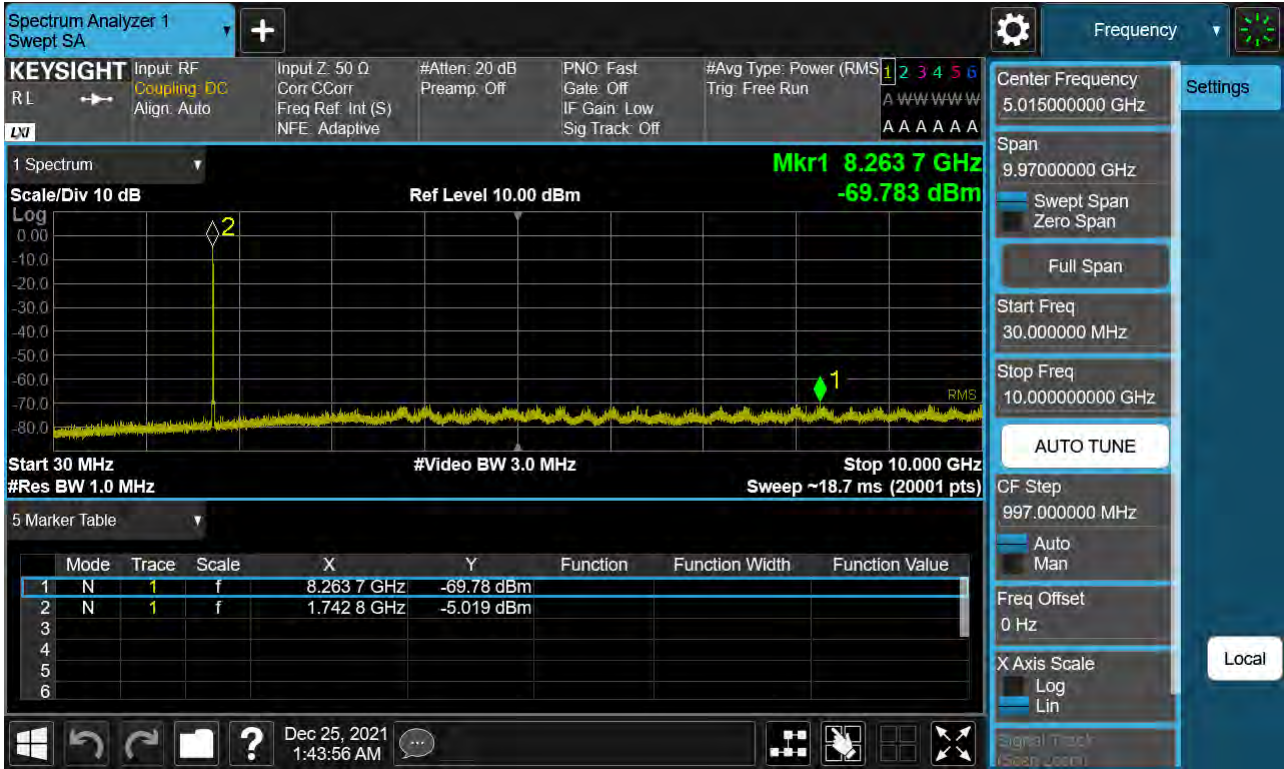 Spectrum Analyzer 1
Swept SA
+
Frequency
KEYSIGHT
RL
LXI
Input: RF
Coupling: DC
Align: Auto
Input Z: 50 Ω
Corr CCorr
Freq Ref: Int (S)
NFE: Adaptive
#Atten: 20 dB
Preamp: Off
PNO: Fast
Gate: Off
IF Gain: Low
Sig Track: Off
#Avg Type: Power (RMS
Trig: Free Run
1 2 3 4 5 6
A W W W W W
A A A A A A
1 Spectrum
Mkr1 8.263 7 GHz
-69.783 dBm
Scale/Div 10 dB
Ref Level 10.00 dBm
Log
0.00
-10.0
-20.0
-30.0
-40.0
-50.0
-60.0
-70.0
-80.0
2
1
RMS
Start 30 MHz
#Video BW 3.0 MHz
Stop 10.000 GHz
#Res BW 1.0 MHz
Sweep ~18.7 ms (20001 pts)
5 Marker Table
Mode Trace Scale X Y Function Function Width Function Value
1 N 1 f 8.263 7 GHz -69.78 dBm
2 N 1 f 1.742 8 GHz -5.019 dBm
3
4
5
6
Center Frequency
5.015000000 GHz
Span
9.97000000 GHz
Swept Span
Zero Span
Full Span
Start Freq
30.000000 MHz
Stop Freq
10.000000000 GHz
AUTO TUNE
CF Step
997.000000 MHz
Auto
Man
Freq Offset
0 Hz
X Axis Scale
Log
Lin
Signal Track
(Span Zoom)
Settings
Local
?
Dec 25, 2021
1:43:56 AM